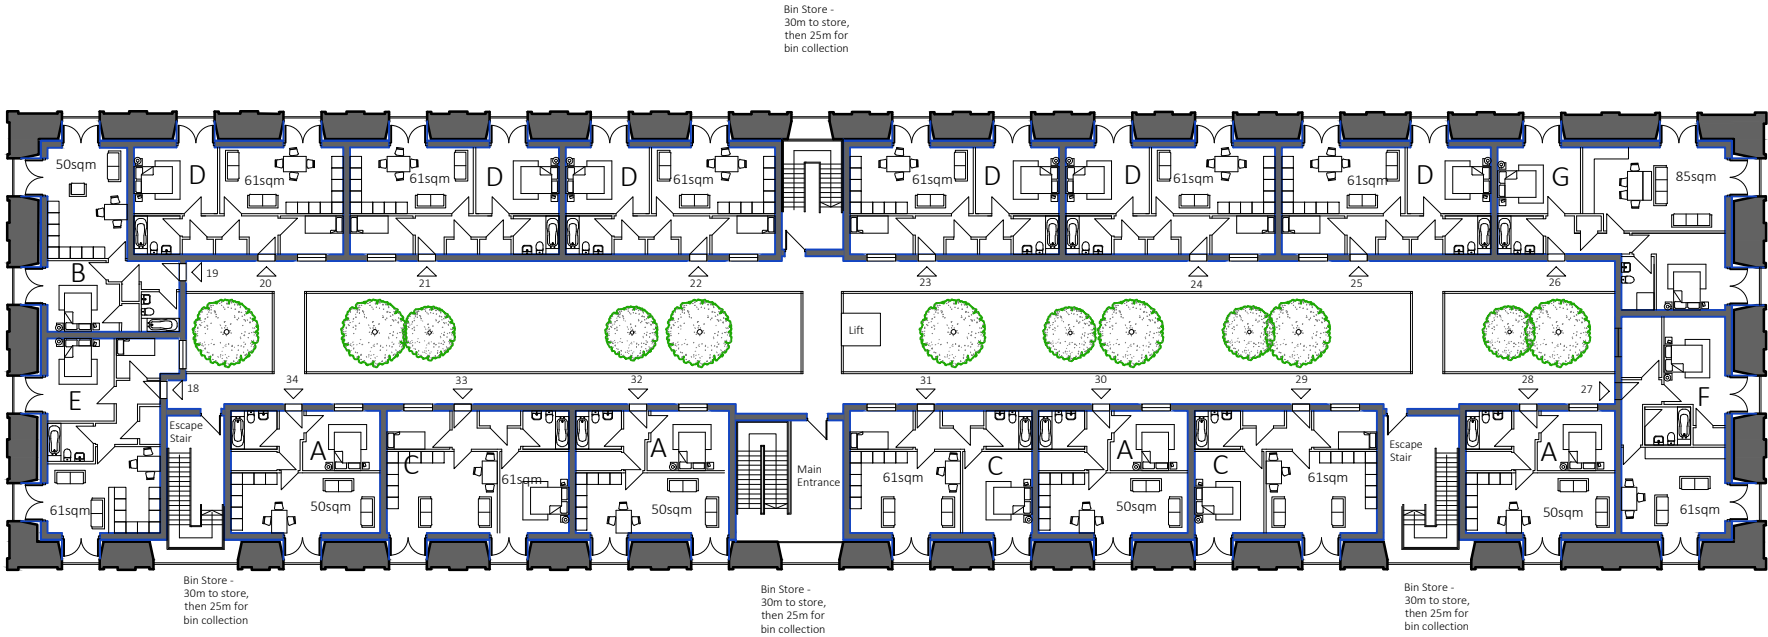 Bin Store -
30m to store,
then 25m for
bin collection
50sqm
D
61sqm
61sqm
D
D
61sqm
61sqm
D
D
61sqm
61sqm
D
G
85sqm
B
19
20
21
22
23
24
25
26
Lift
E
18
34
33
32
31
30
29
28
27
F
Escape
Stair
A
C
A
Main
Entrance
C
A
C
Escape
Stair
A
61sqm
50sqm
61sqm
50sqm
61sqm
50sqm
61sqm
50sqm
61sqm
Bin Store -
30m to store,
then 25m for
bin collection
Bin Store -
30m to store,
then 25m for
bin collection
Bin Store -
30m to store,
then 25m for
bin collection